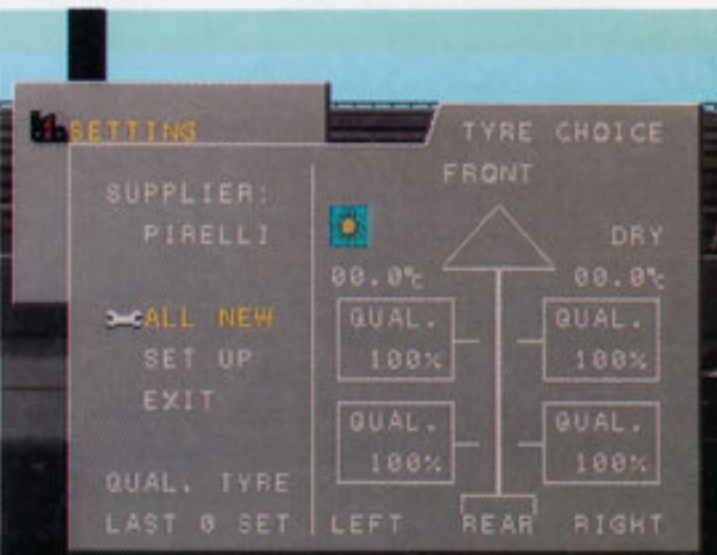 SETTING
TYRE CHOICE
FRONT
SUPPLIER:
PIRELLI
DRY
00.0°c 00.0°c
ALL NEW
SET UP
EXIT
QUAL. QUAL.
100% 100%
QUAL. QUAL.
100% 100%
QUAL. TYRE
LAST 0 SET
LEFT REAR RIGHT